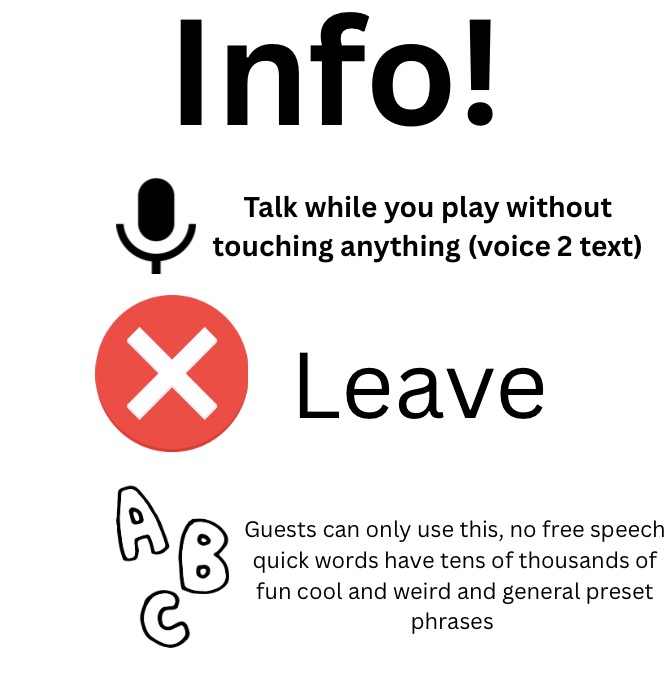 Info!
Talk while you play without
touching anything (voice 2 text)
Leave
A
B
C
Guests can only use this, no free speech
quick words have tens of thousands of
fun cool and weird and general preset
phrases